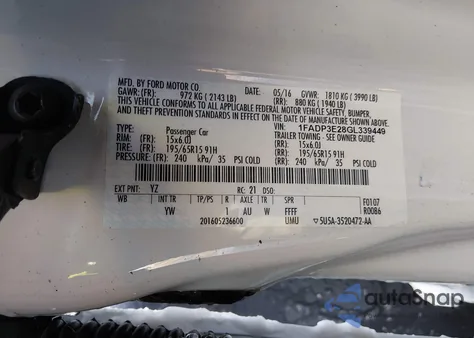 MFD. BY FORD MOTOR CO.
DATE: 05/16 GVWR: 1810 KG ( 3990 LB)
GAWR: (FR): 972 KG ( 2143 LB) (RR): 880 KG ( 1940 LB)
THIS VEHICLE CONFORMS TO ALL APPLICABLE FEDERAL MOTOR VEHICLE SAFETY, BUMPER,
AND THEFT PREVENTION STANDARDS IN EFFECT ON THE DATE OF MANUFACTURE SHOWN ABOVE.
TYPE: Passenger Car VIN: 1FADP3E28GL339449
(FR): TRAILER TOWING - SEE OWNER GUIDE
RIM: 15x6.0J (RR): 15x6.0J
TIRE: 195/65R15 91H 195/65R15 91H
PRESSURE: (FR): 240 kPa/ 35 PSI COLD (RR): 240 kPa/ 35 PSI COLD
EXT PNT: YZ RC: 21 DSO:
WB INT TR TP/PS R AXLE TR SPR F0107
YW 1 AU W FFFF R0086
201605236600 UMU ▽ 5U5A-3520472-AA
autoSnap